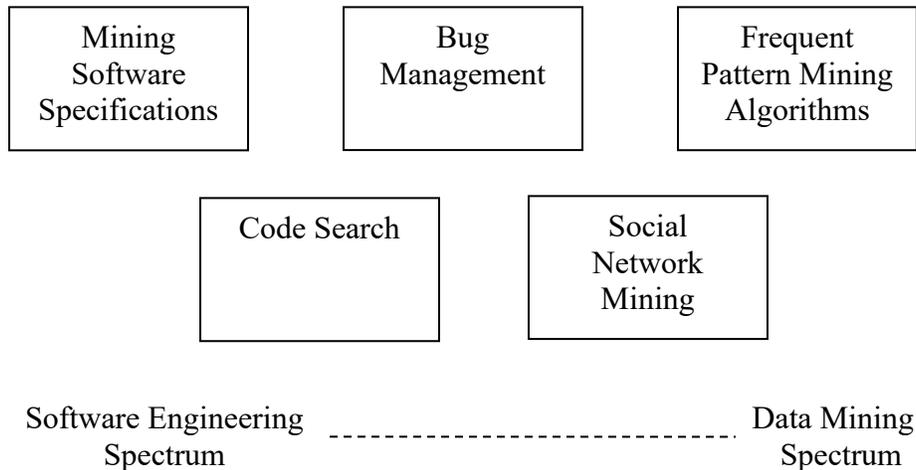 Mining
Software
Specifications
Bug
Management
Frequent
Pattern Mining
Algorithms
Code Search
Social
Network
Mining
Software Engineering
Spectrum
Data Mining
Spectrum